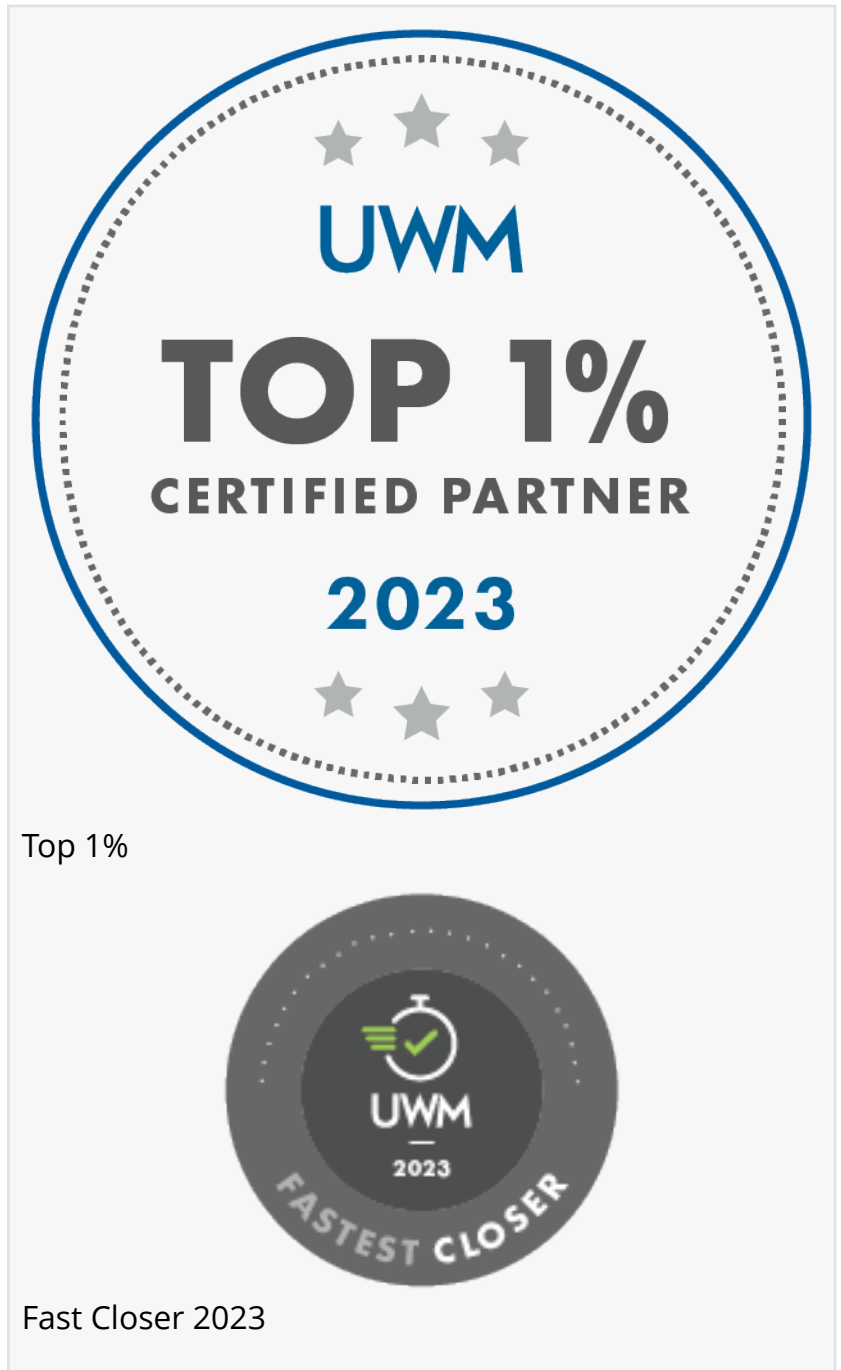 UWM
TOP 1%
CERTIFIED PARTNER
2023
Top 1%
UWM
2023
FASTEST CLOSER
Fast Closer 2023